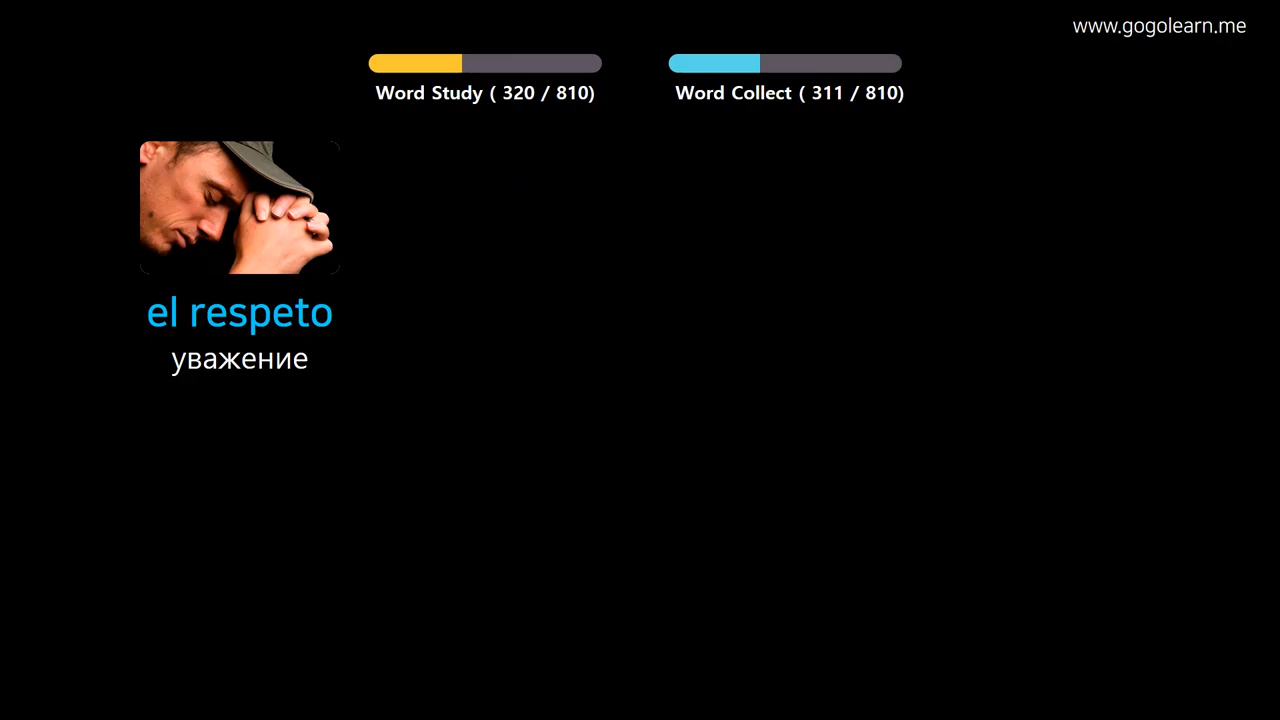 www.gogolearn.me
Word Study ( 320 / 810)
Word Collect ( 311 / 810)
el respeto
уважение